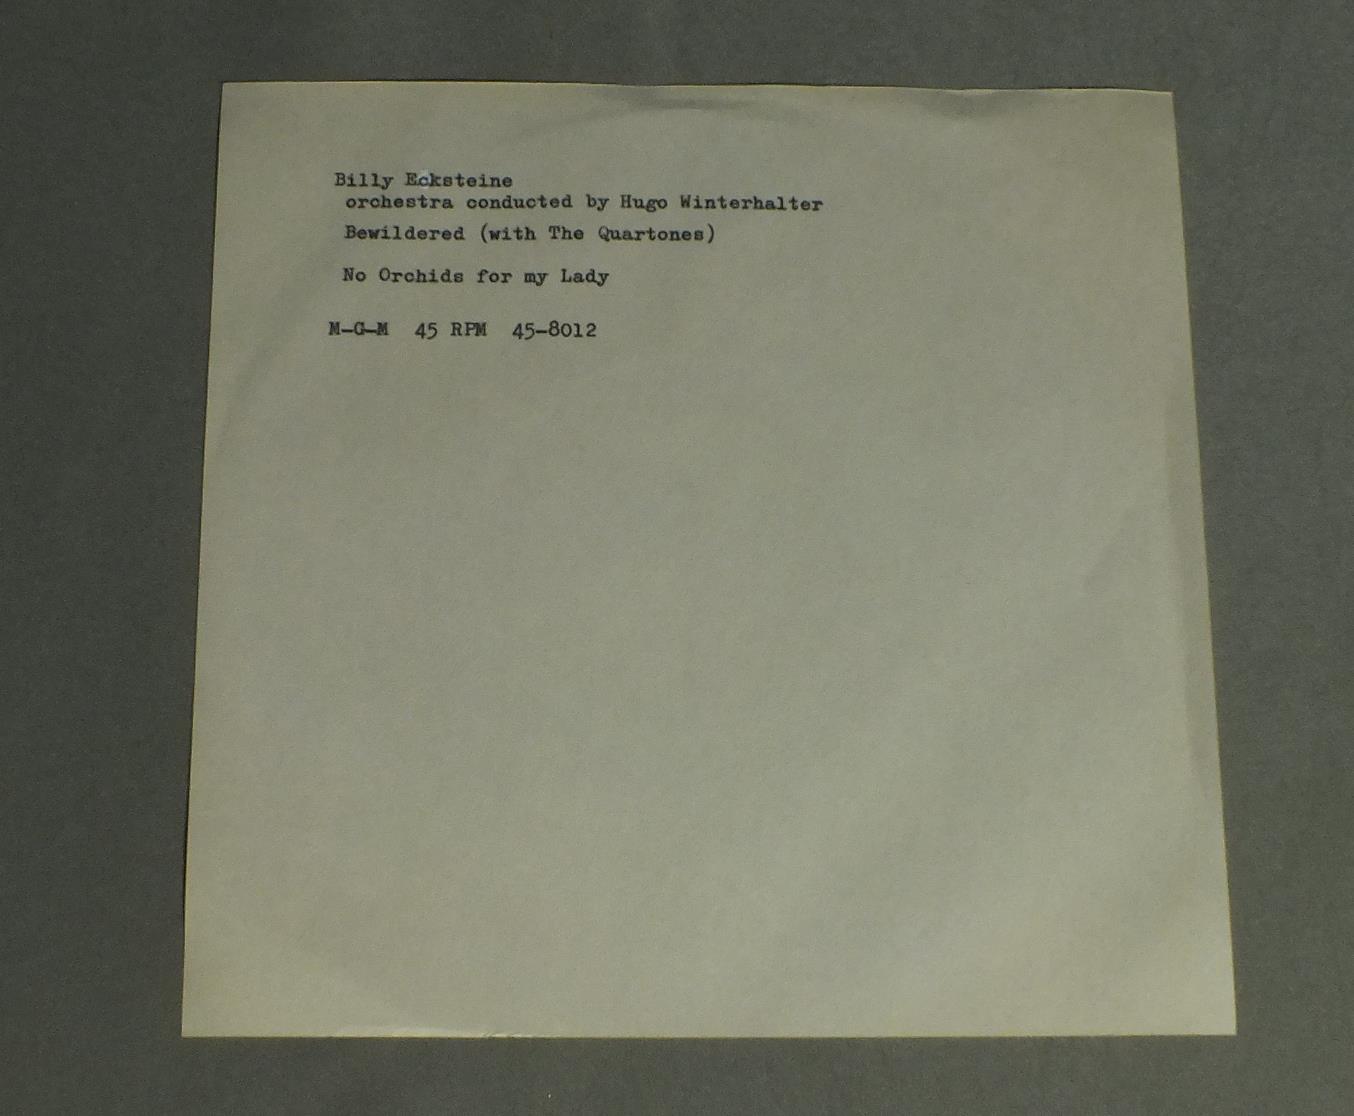 Billy Ecksteine
orchestra conducted by Hugo Winterhalter
Bewildered (with The Quartones)
No Orchids for my Lady
M-G-M 45 RPM 45-8012